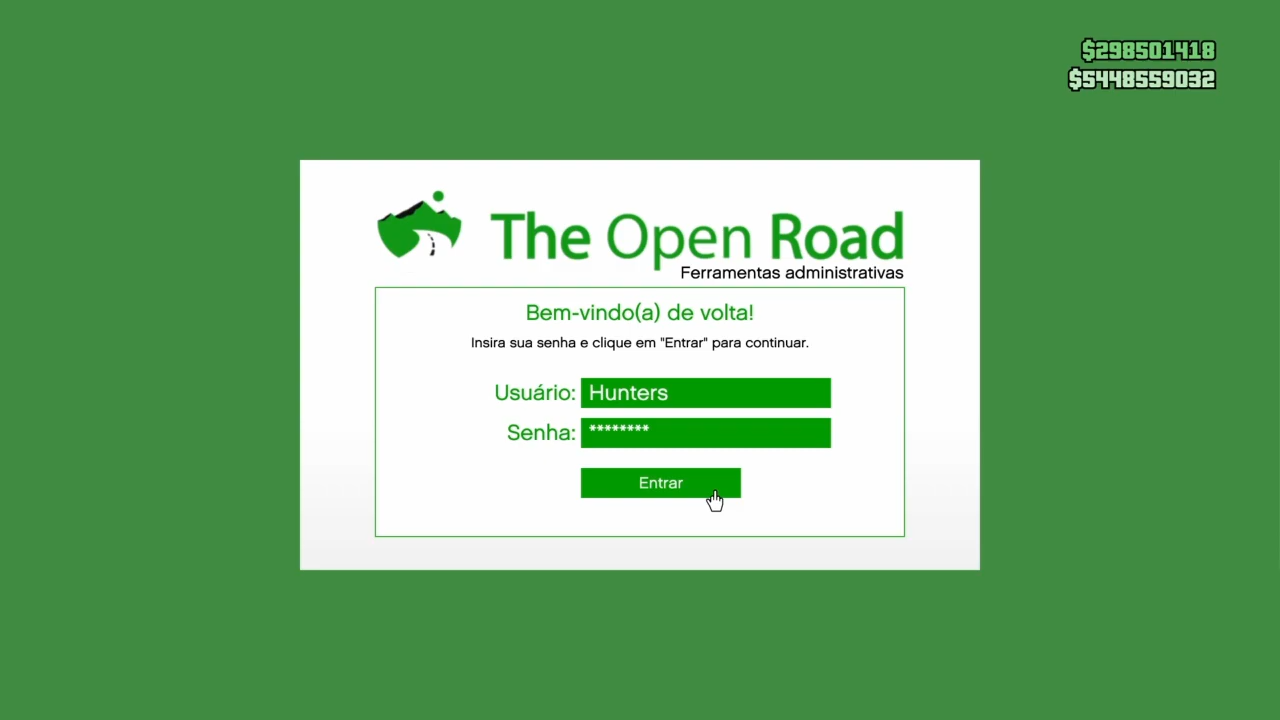 $298501418
$5448559032
The Open Road
Ferramentas administrativas
Bem-vindo(a) de volta!
Insira sua senha e clique em "Entrar" para continuar.
Usuário: Hunters
Senha: ********
Entrar